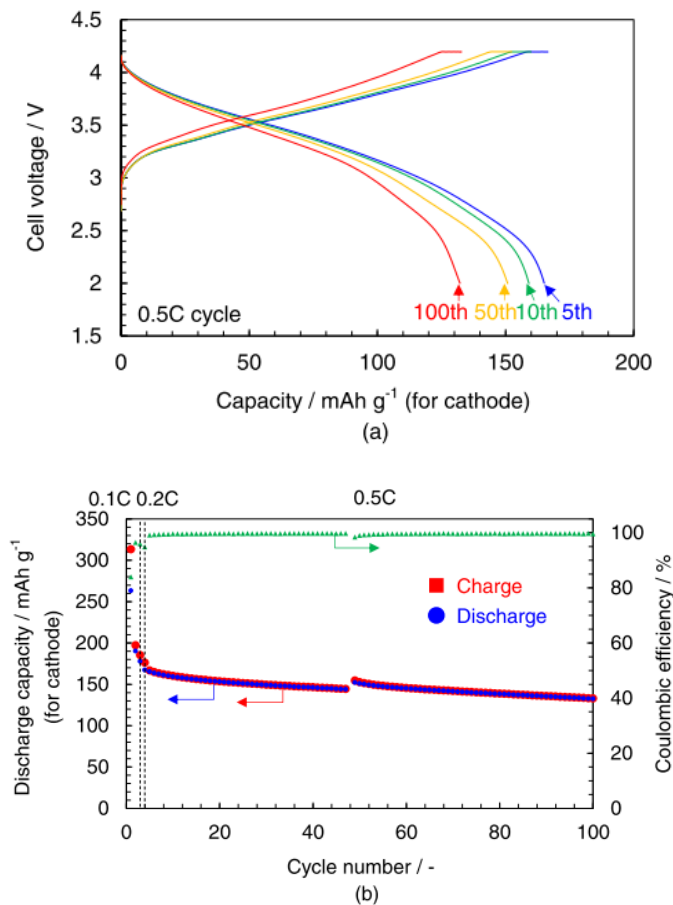 4.5
4
3.5
3
2.5
2
1.5
Cell voltage / V
0.5C cycle
100th
50th
10th
5th
0
50
100
150
200
Capacity / mAh g⁻¹ (for cathode)
(a)
0.1C
0.2C
0.5C
350
300
250
200
150
100
50
0
Discharge capacity / mAh g⁻¹
(for cathode)
Charge
Discharge
100
80
60
40
20
0
Coulombic efficiency / %
0
20
40
60
80
100
Cycle number / -
(b)